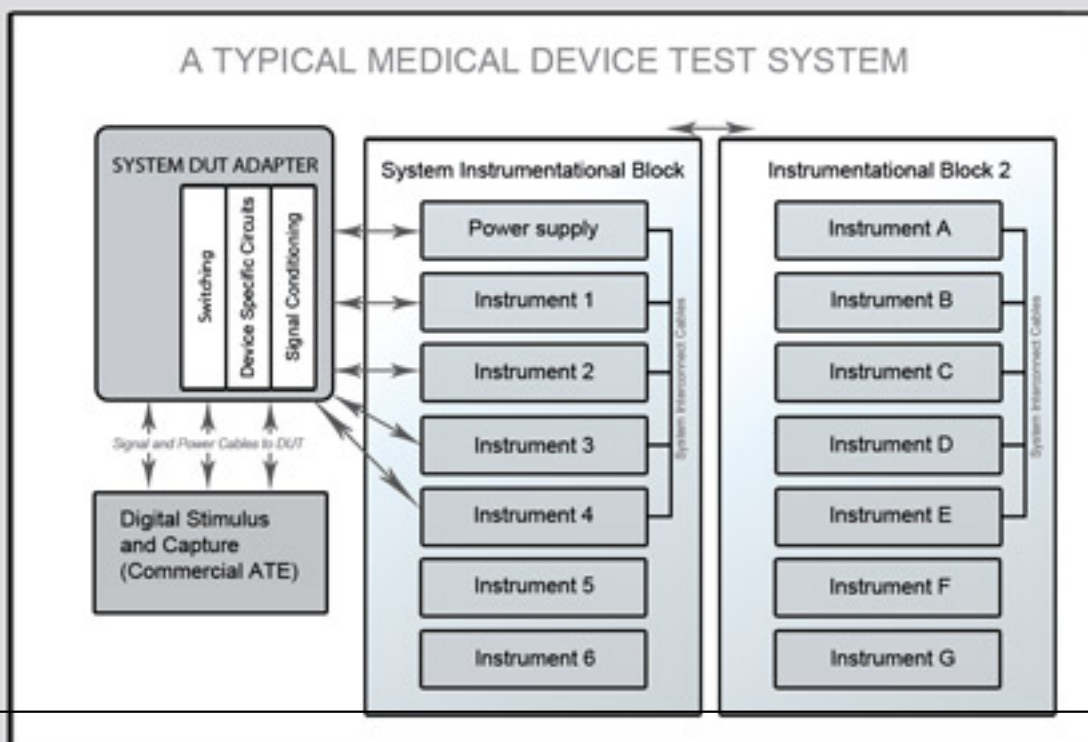 A TYPICAL MEDICAL DEVICE TEST SYSTEM
SYSTEM DUT ADAPTER
Switching
Device Specific Circuits
Signal Conditioning
Signal and Power Cables to DUT
Digital Stimulus
and Capture
(Commercial ATE)
System Instrumentational Block
Power supply
Instrument 1
Instrument 2
Instrument 3
Instrument 4
Instrument 5
Instrument 6
System Interconnect Cables
Instrumentational Block 2
Instrument A
Instrument B
Instrument C
Instrument D
Instrument E
Instrument F
Instrument G
System Interconnect Cables